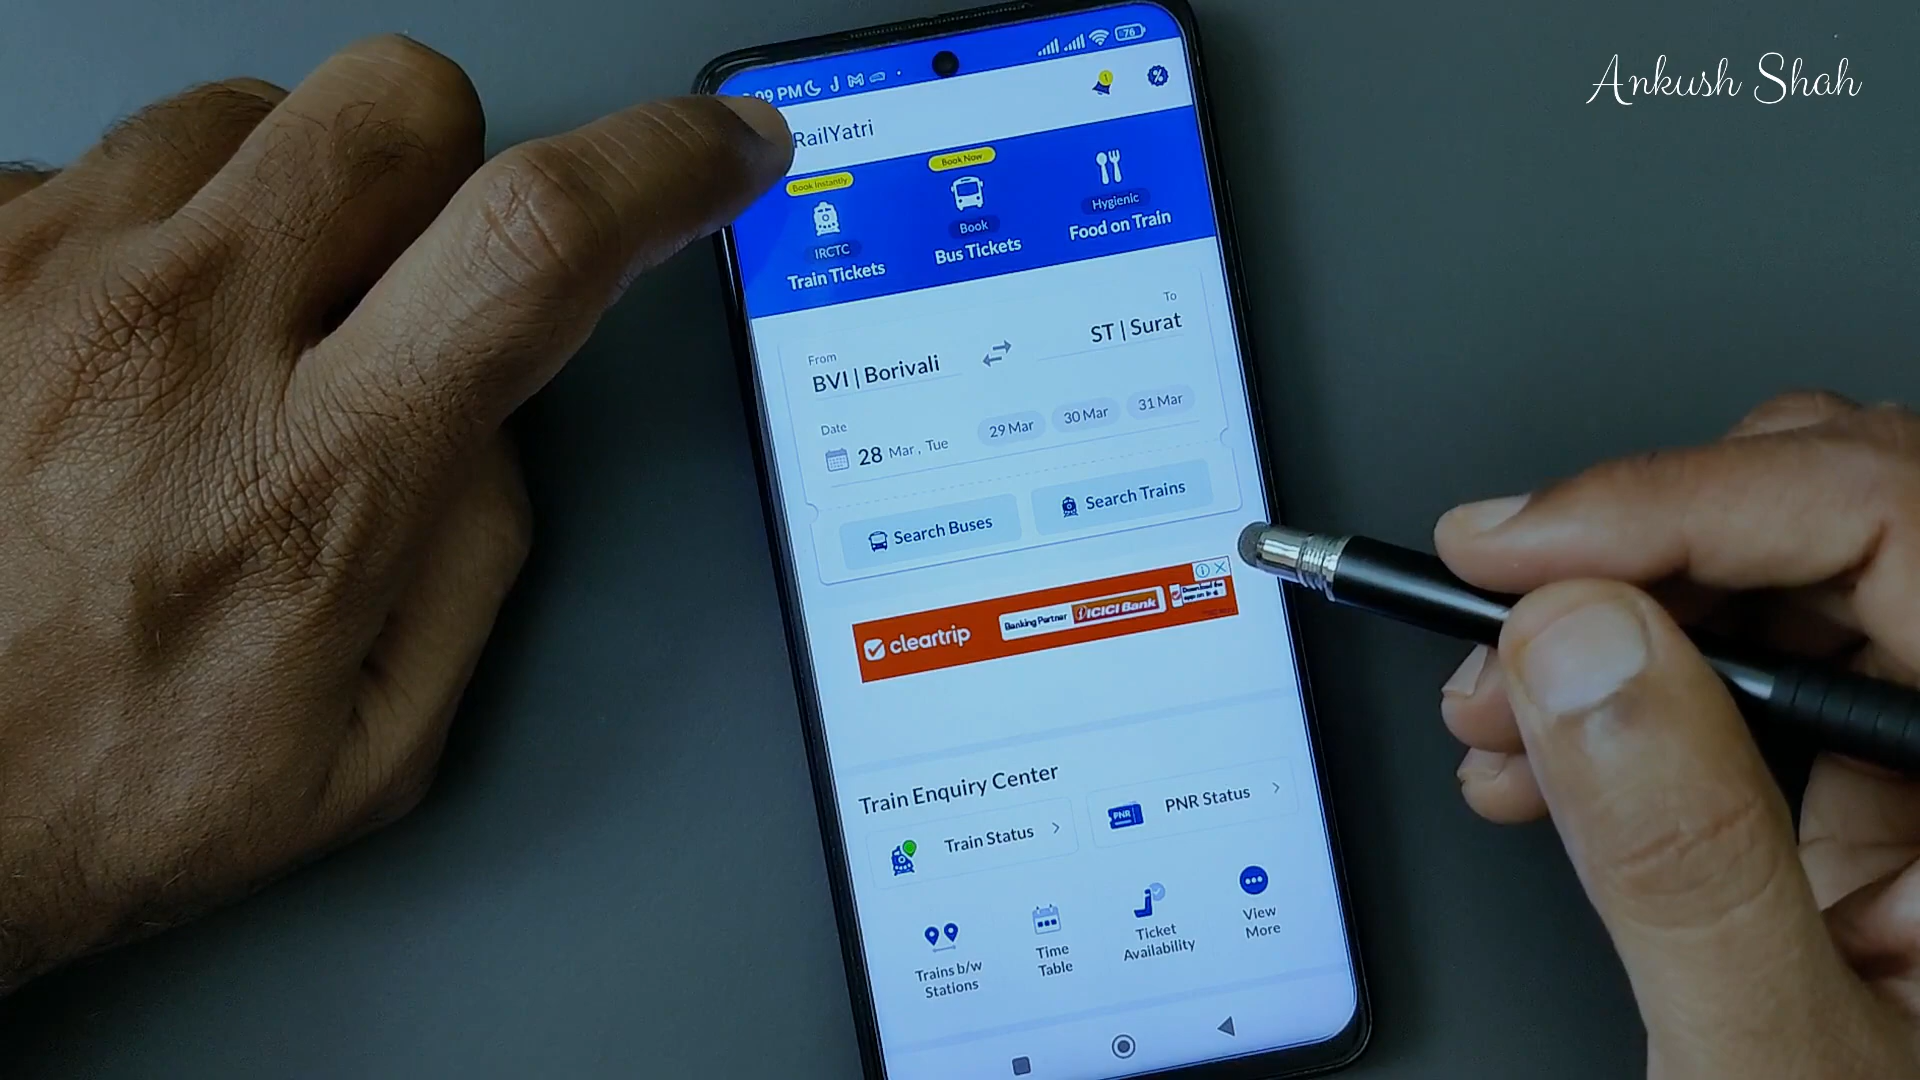 Ankush Shah
76
09 PM
RailYatri
1
Book Instantly
Book Now
IRCTC
Train Tickets
Book
Bus Tickets
Hygienic
Food on Train
From
BVI | Borivali
To
ST | Surat
Date
28 Mar, Tue
29 Mar
30 Mar
31 Mar
Search Buses
Search Trains
cleartrip
Banking Partner
ICICI Bank
Train Enquiry Center
Train Status
PNR
PNR Status
Trains b/w
Stations
Time
Table
Ticket
Availability
View
More